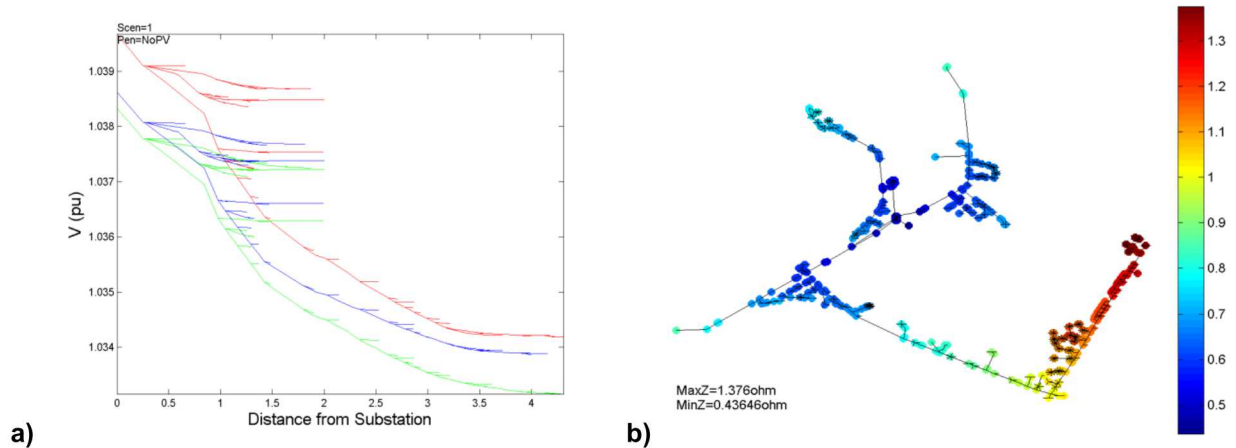 Scen=1
Pen=NoPV
1.039
1.038
1.037
1.036
1.035
1.034
V (pu)
0 0.5 1 1.5 2 2.5 3 3.5 4
Distance from Substation
a)
MaxZ=1.376ohm
MinZ=0.43646ohm
1.3
1.2
1.1
1
0.9
0.8
0.7
0.6
0.5
b)